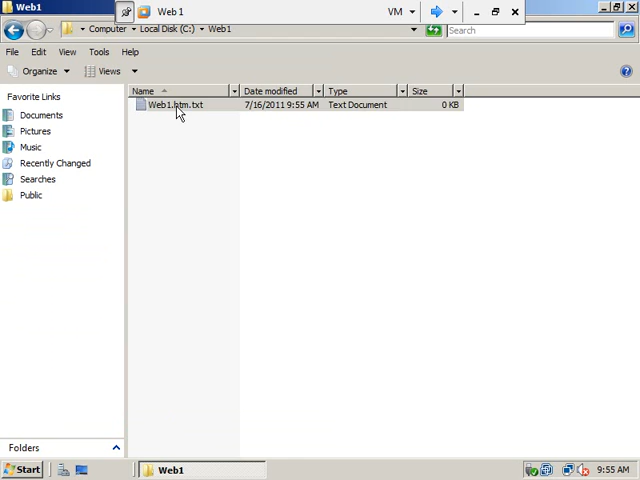 Web1
Web 1
VM
Computer
Local Disk (C:)
Web1
Search
File
Edit
View
Tools
Help
Organize
Views
Favorite Links
Name
Date modified
Type
Size
Web1.htm.txt
7/16/2011 9:55 AM
Text Document
0 KB
Documents
Pictures
Music
Recently Changed
Searches
Public
Folders
Start
Web1
9:55 AM